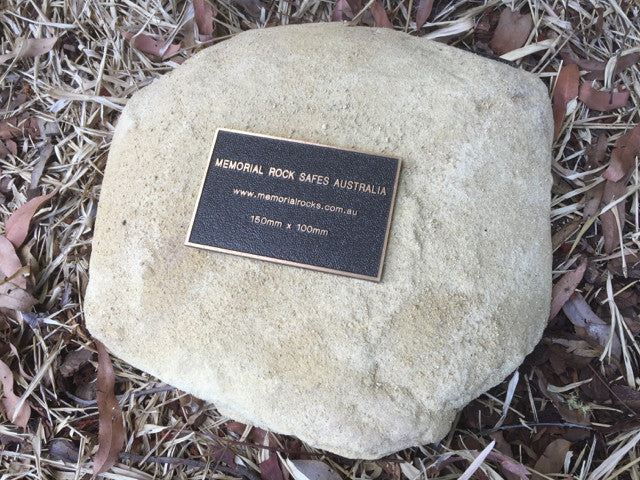 MEMORIAL ROCK SAFES AUSTRALIA
www.memorialrocks.com.au
150mm x 100mm